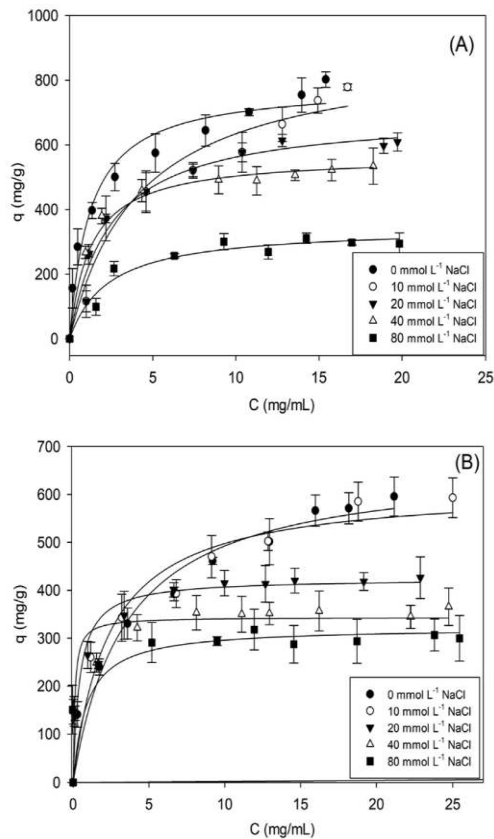 (A)
1000
800
600
400
200
0
q (mg/g)
0 5 10 15 20 25
C (mg/mL)
0 mmol L⁻¹ NaCl
10 mmol L⁻¹ NaCl
20 mmol L⁻¹ NaCl
40 mmol L⁻¹ NaCl
80 mmol L⁻¹ NaCl
(B)
700
600
500
400
300
200
100
0
q (mg/g)
0 5 10 15 20 25
C (mg/mL)
0 mmol L⁻¹ NaCl
10 mmol L⁻¹ NaCl
20 mmol L⁻¹ NaCl
40 mmol L⁻¹ NaCl
80 mmol L⁻¹ NaCl